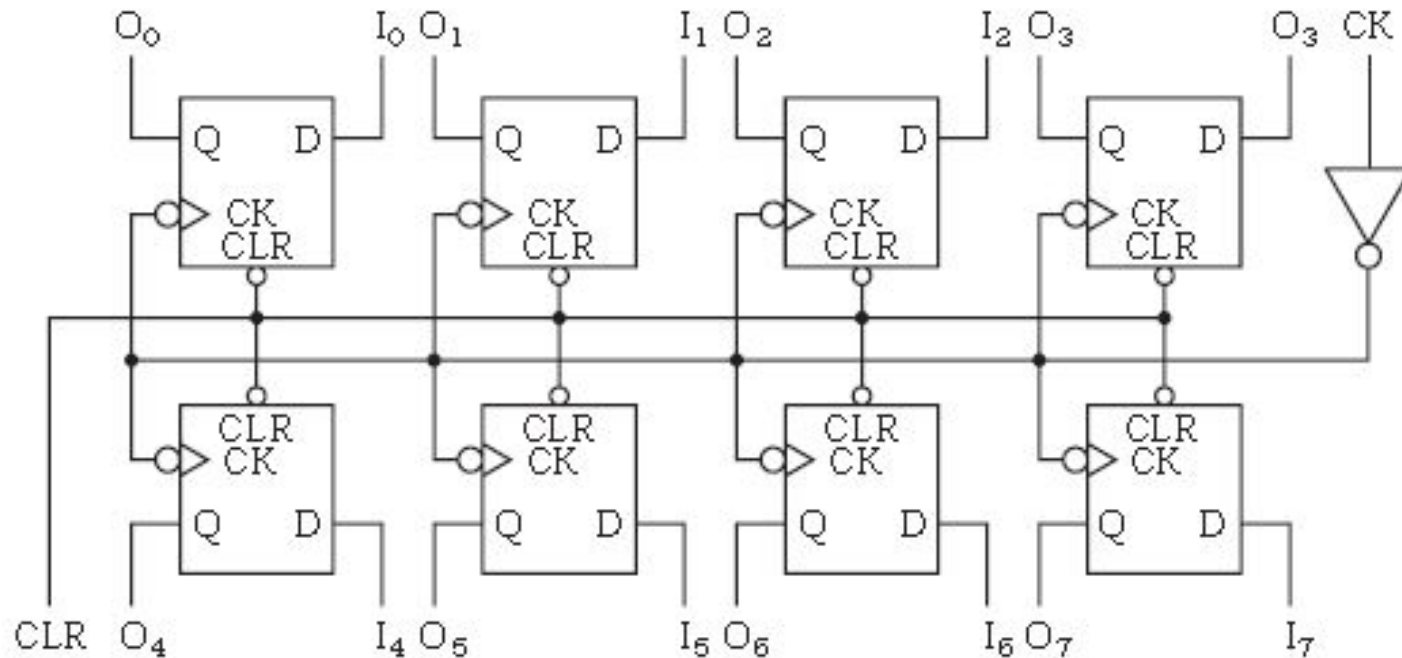 O₀ I₀ O₁ I₁ O₂ I₂ O₃ O₃ CK
Q D Q D Q D Q D
CK CK CK CK
CLR CLR CLR CLR
CLR CLR CLR CLR
CK CK CK CK
Q D Q D Q D Q D
CLR O₄ I₄ O₅ I₅ O₆ I₆ O₇ I₇